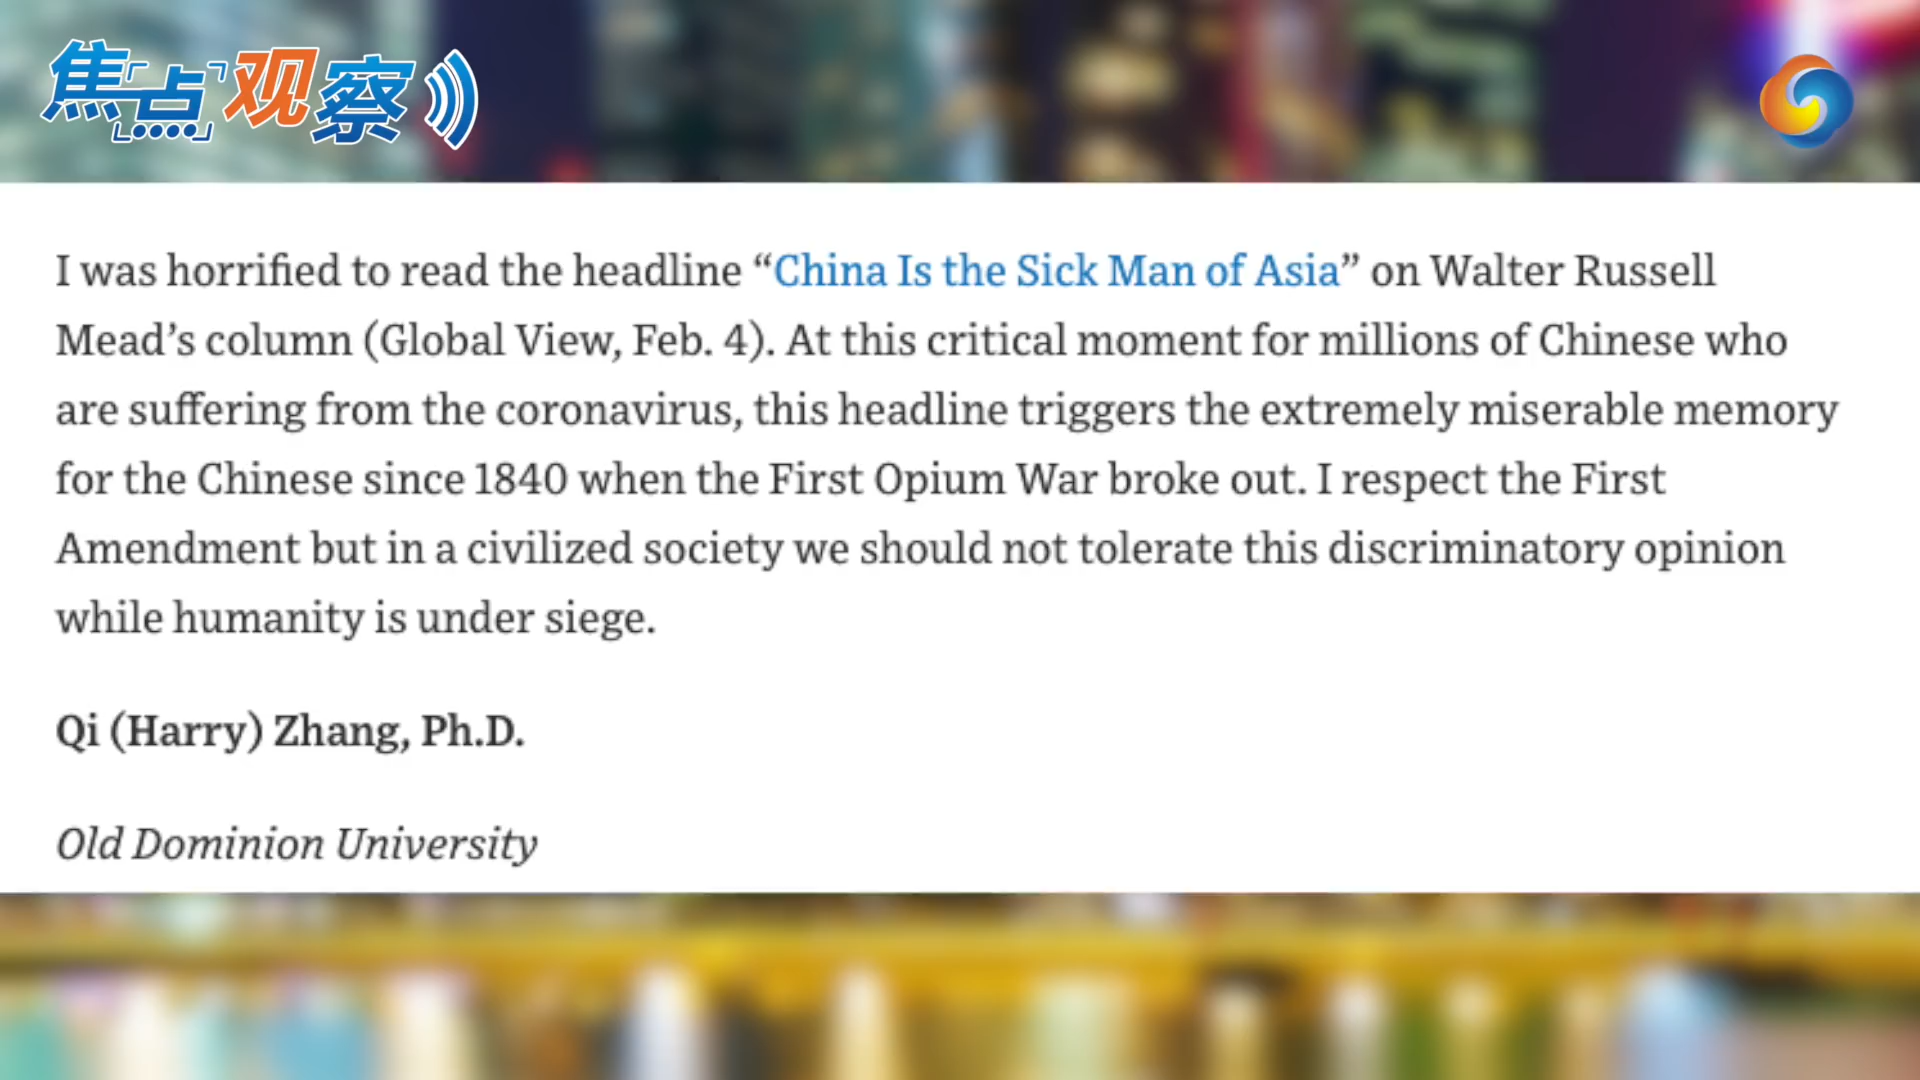 焦点观察
I was horrified to read the headline “China Is the Sick Man of Asia” on Walter Russell
Mead’s column (Global View, Feb. 4). At this critical moment for millions of Chinese who
are suffering from the coronavirus, this headline triggers the extremely miserable memory
for the Chinese since 1840 when the First Opium War broke out. I respect the First
Amendment but in a civilized society we should not tolerate this discriminatory opinion
while humanity is under siege.
Qi (Harry) Zhang, Ph.D.
Old Dominion University